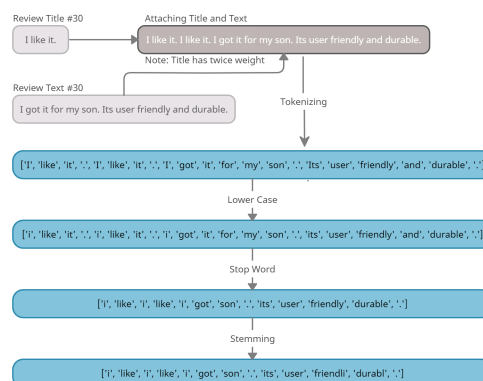 Review Title #30
I like it.
Attaching Title and Text
I like it. I like it. I got it for my son. Its user friendly and durable.
Note: Title has twice weight
Review Text #30
I got it for my son. Its user friendly and durable.
Tokenizing
['I', 'like', 'it', '.', 'I', 'like', 'it', '.', 'I', 'got', 'it', 'for', 'my', 'son', '.', 'Its', 'user', 'friendly', 'and', 'durable', '.']
Lower Case
['i', 'like', 'it', '.', 'i', 'like', 'it', '.', 'i', 'got', 'it', 'for', 'my', 'son', '.', 'its', 'user', 'friendly', 'and', 'durable', '.']
Stop Word
['i', 'like', 'i', 'like', 'i', 'got', 'son', '.', 'its', 'user', 'friendly', 'durable', '.']
Stemming
['i', 'like', 'i', 'like', 'i', 'got', 'son', '.', 'its', 'user', 'friendli', 'durabl', '.']